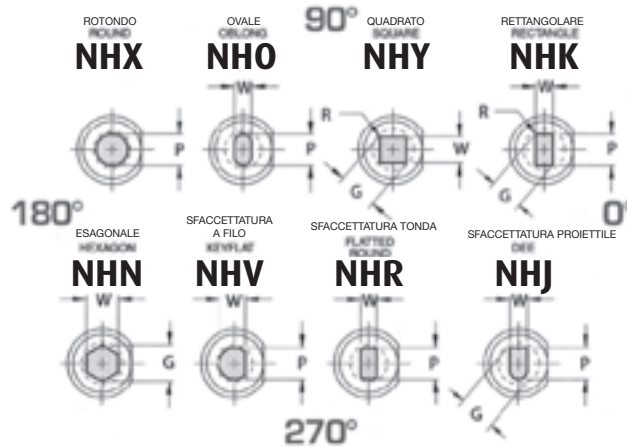 90°
ROTONDO
ROUND
NHX
OVALE
OBLONG
NHO
QUADRATO
SQUARE
NHY
RETTANGOLARE
RECTANGLE
NHK
P
W
P
R
W
G
R
W
P
G
180°
0°
ESAGONALE
HEXAGON
NHN
SFACCETTATURA
A FILO
KEYFLAT
NHV
SFACCETTATURA TONDA
FLATTED
ROUND
NHR
SFACCETTATURA PROIETTILE
DEE
NHJ
W
G
W
P
W
P
W
P
G
270°